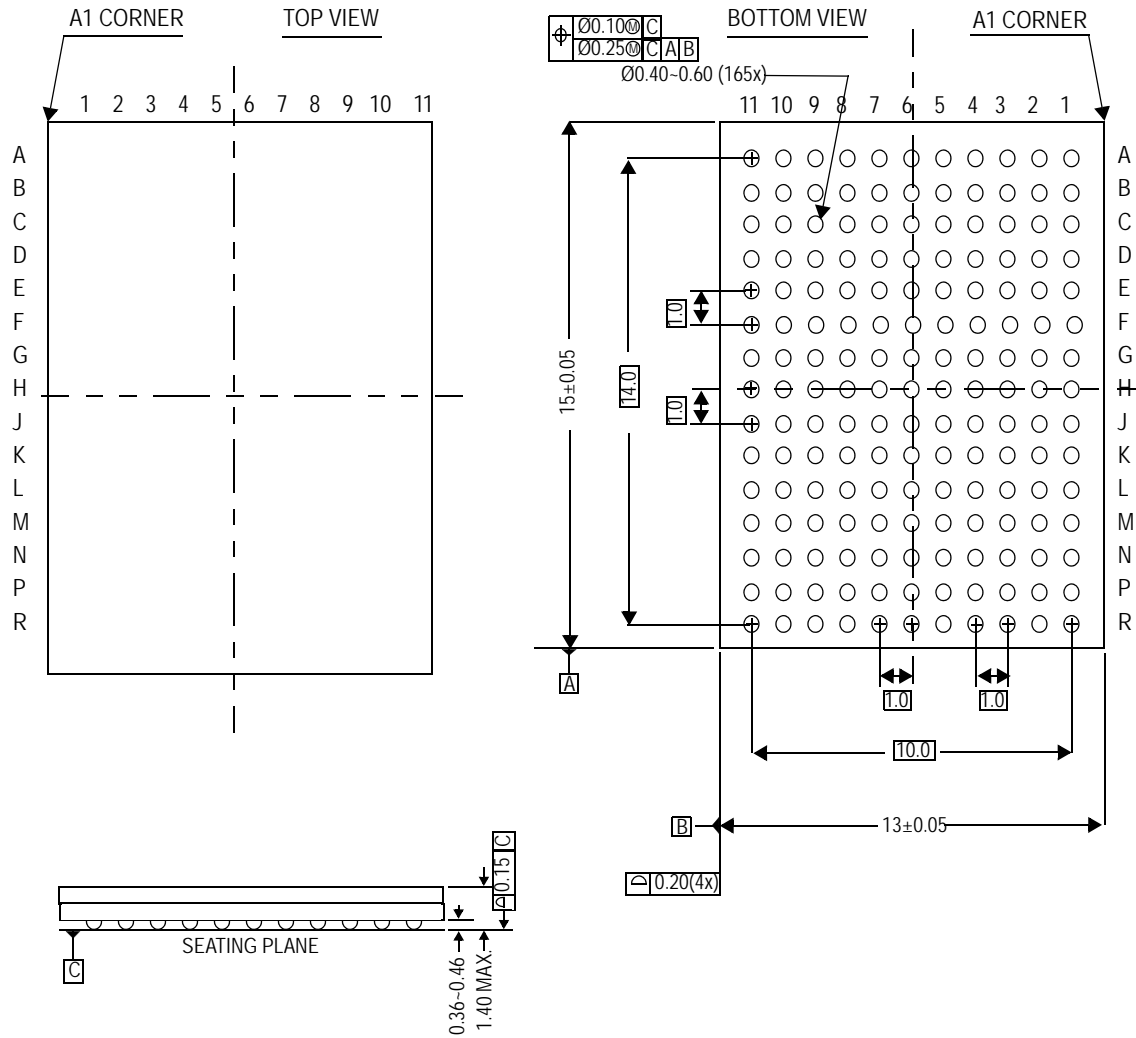 A1 CORNER
TOP VIEW
1 2 3 4 5 6 7 8 9 10 11
A
B
C
D
E
F
G
H
J
K
L
M
N
P
R
Ø0.10Ⓜ C
Ø0.25Ⓜ C A B
Ø0.40~0.60 (165x)
BOTTOM VIEW
A1 CORNER
11 10 9 8 7 6 5 4 3 2 1
A
B
C
D
E
F
G
H
J
K
L
M
N
P
R
1.0
1.0
14.0
15±0.05
A
1.0
1.0
10.0
B
13±0.05
0.20(4x)
SEATING PLANE
C
0.15 C
0.36~0.46
1.40 MAX.